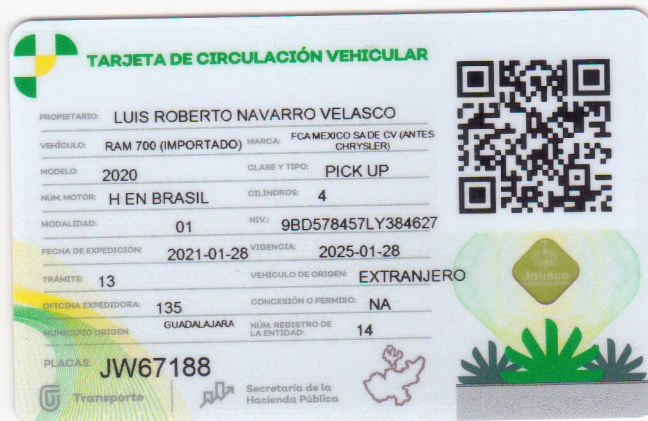 TARJETA DE CIRCULACIÓN VEHICULAR
PROPIETARIO: LUIS ROBERTO NAVARRO VELASCO
VEHÍCULO: RAM 700 (IMPORTADO) MARCA: FCA MEXICO SA DE CV (ANTES CHRYSLER)
MODELO: 2020 CLASE Y TIPO: PICK UP
NÚM. MOTOR: H EN BRASIL CILINDROS: 4
MODALIDAD: 01 NIV.: 9BD578457LY384627
FECHA DE EXPEDICIÓN: 2021-01-28 VIGENCIA: 2025-01-28
TRÁMITE: 13 VEHÍCULO DE ORIGEN: EXTRANJERO
OFICINA EXPEDIDORA: 135 CONCESIÓN O PERMISO: NA
MUNICIPIO ORIGEN: GUADALAJARA NÚM. REGISTRO DE LA ENTIDAD: 14
PLACAS: JW67188
Transporte Secretaría de la Hacienda Pública
Jalisco